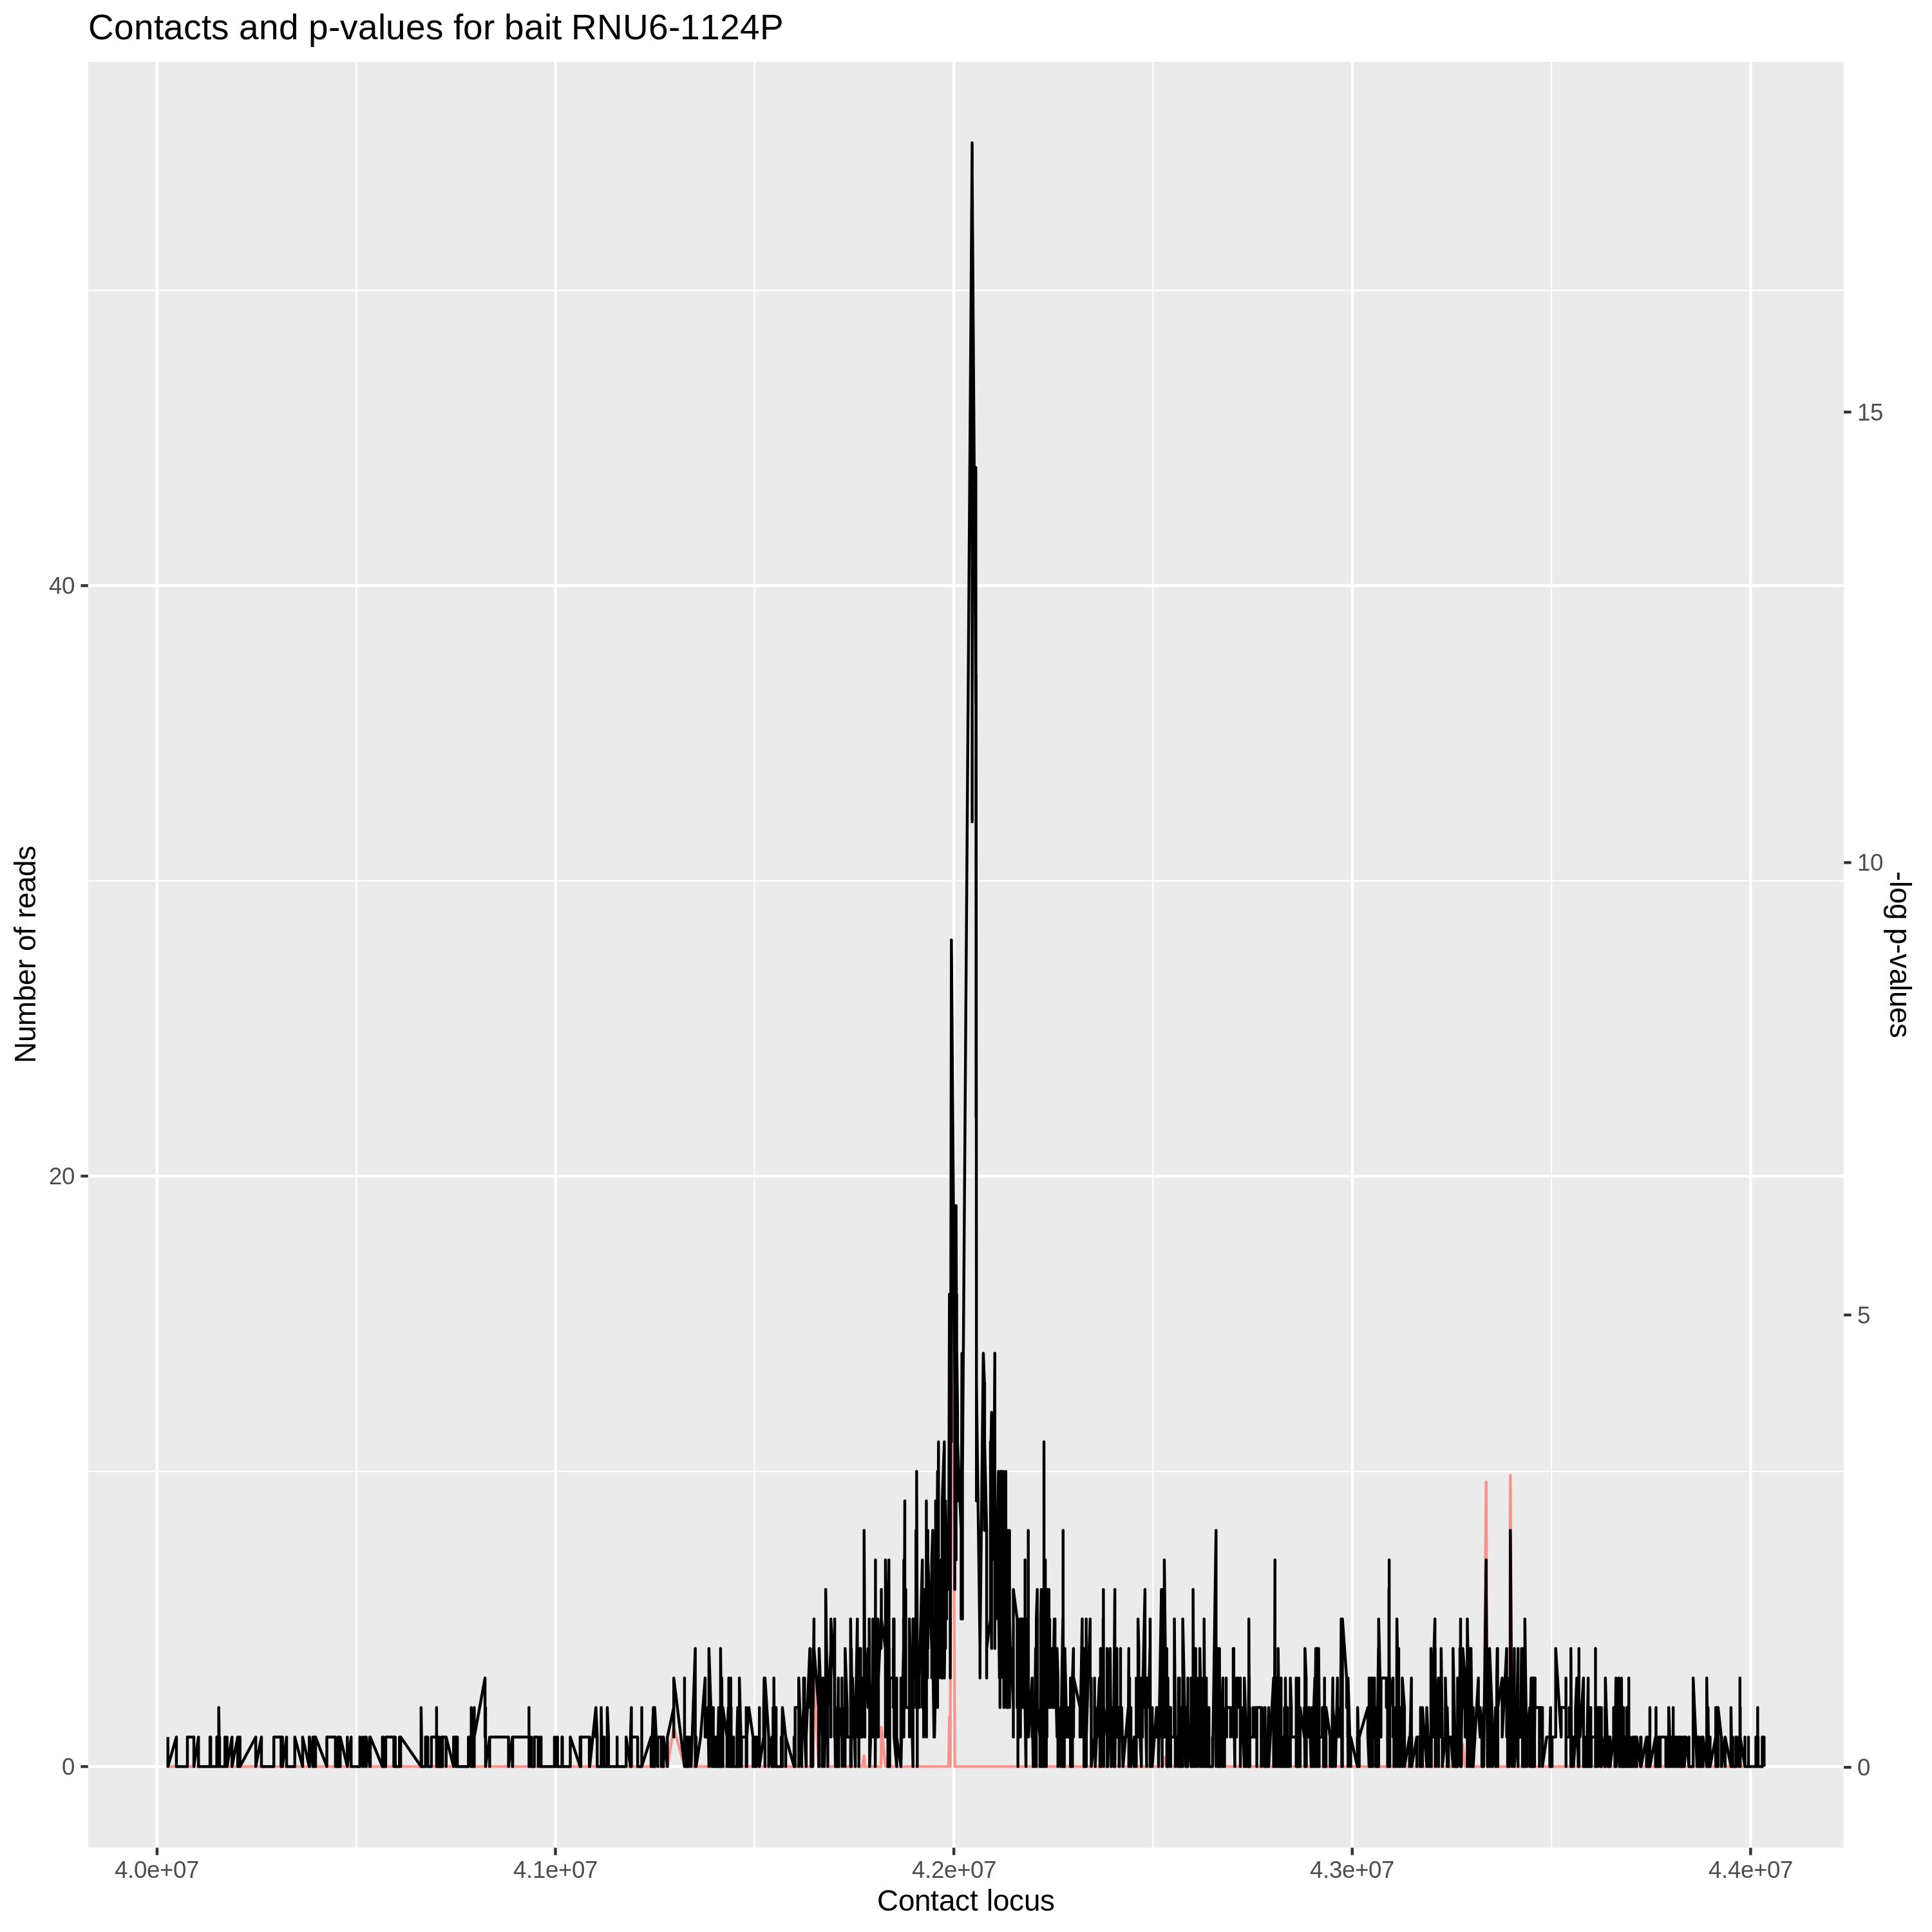 Contacts and p-values for bait RNU6-1124P
Number of reads
40
20
0
15
10
5
0
-log p-values
4.0e+07
4.1e+07
4.2e+07
4.3e+07
4.4e+07
Contact locus